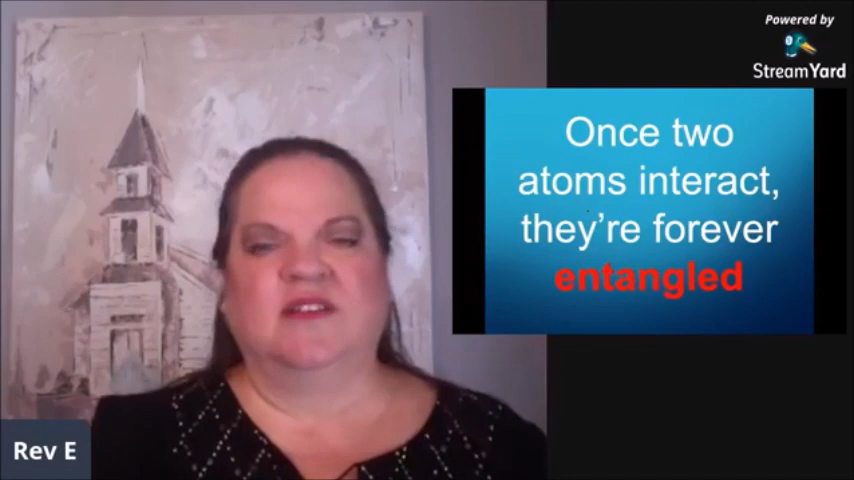 Powered by
StreamYard
Once two
atoms interact,
they're forever
entangled
Rev E